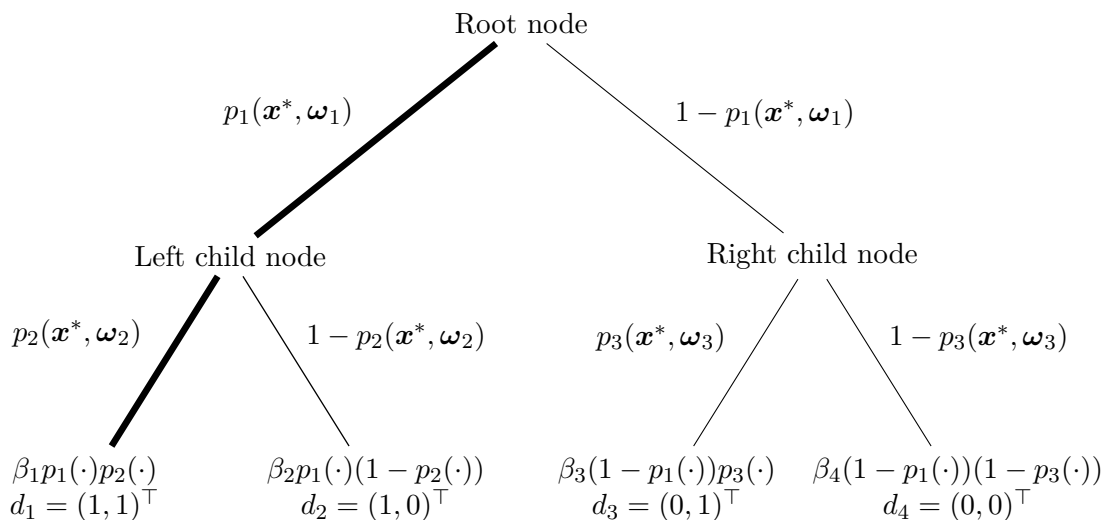 Root node
p₁(𝒙*, 𝝎₁)
1 − p₁(𝒙*, 𝝎₁)
Left child node
Right child node
p₂(𝒙*, 𝝎₂)
1 − p₂(𝒙*, 𝝎₂)
p₃(𝒙*, 𝝎₃)
1 − p₃(𝒙*, 𝝎₃)
β₁p₁(·)p₂(·)
d₁ = (1, 1)^⊤
β₂p₁(·)(1 − p₂(·))
d₂ = (1, 0)^⊤
β₃(1 − p₁(·))p₃(·)
d₃ = (0, 1)^⊤
β₄(1 − p₁(·))(1 − p₃(·))
d₄ = (0, 0)^⊤